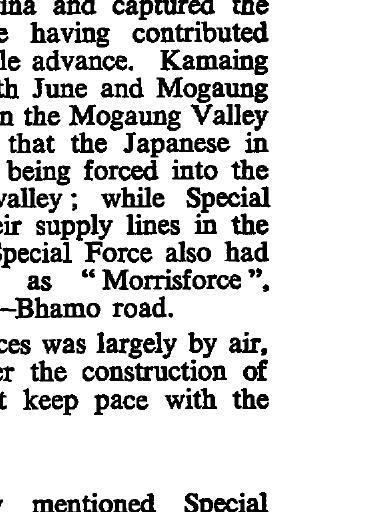 ina and captured the
e having contributed
le advance. Kamaing
th June and Mogaung
n the Mogaung Valley
that the Japanese in
being forced into the
valley; while Special
eir supply lines in the
Special Force also had
as “Morrisforce”,
—Bhamo road.
ces was largely by air,
er the construction of
t keep pace with the
y mentioned Special